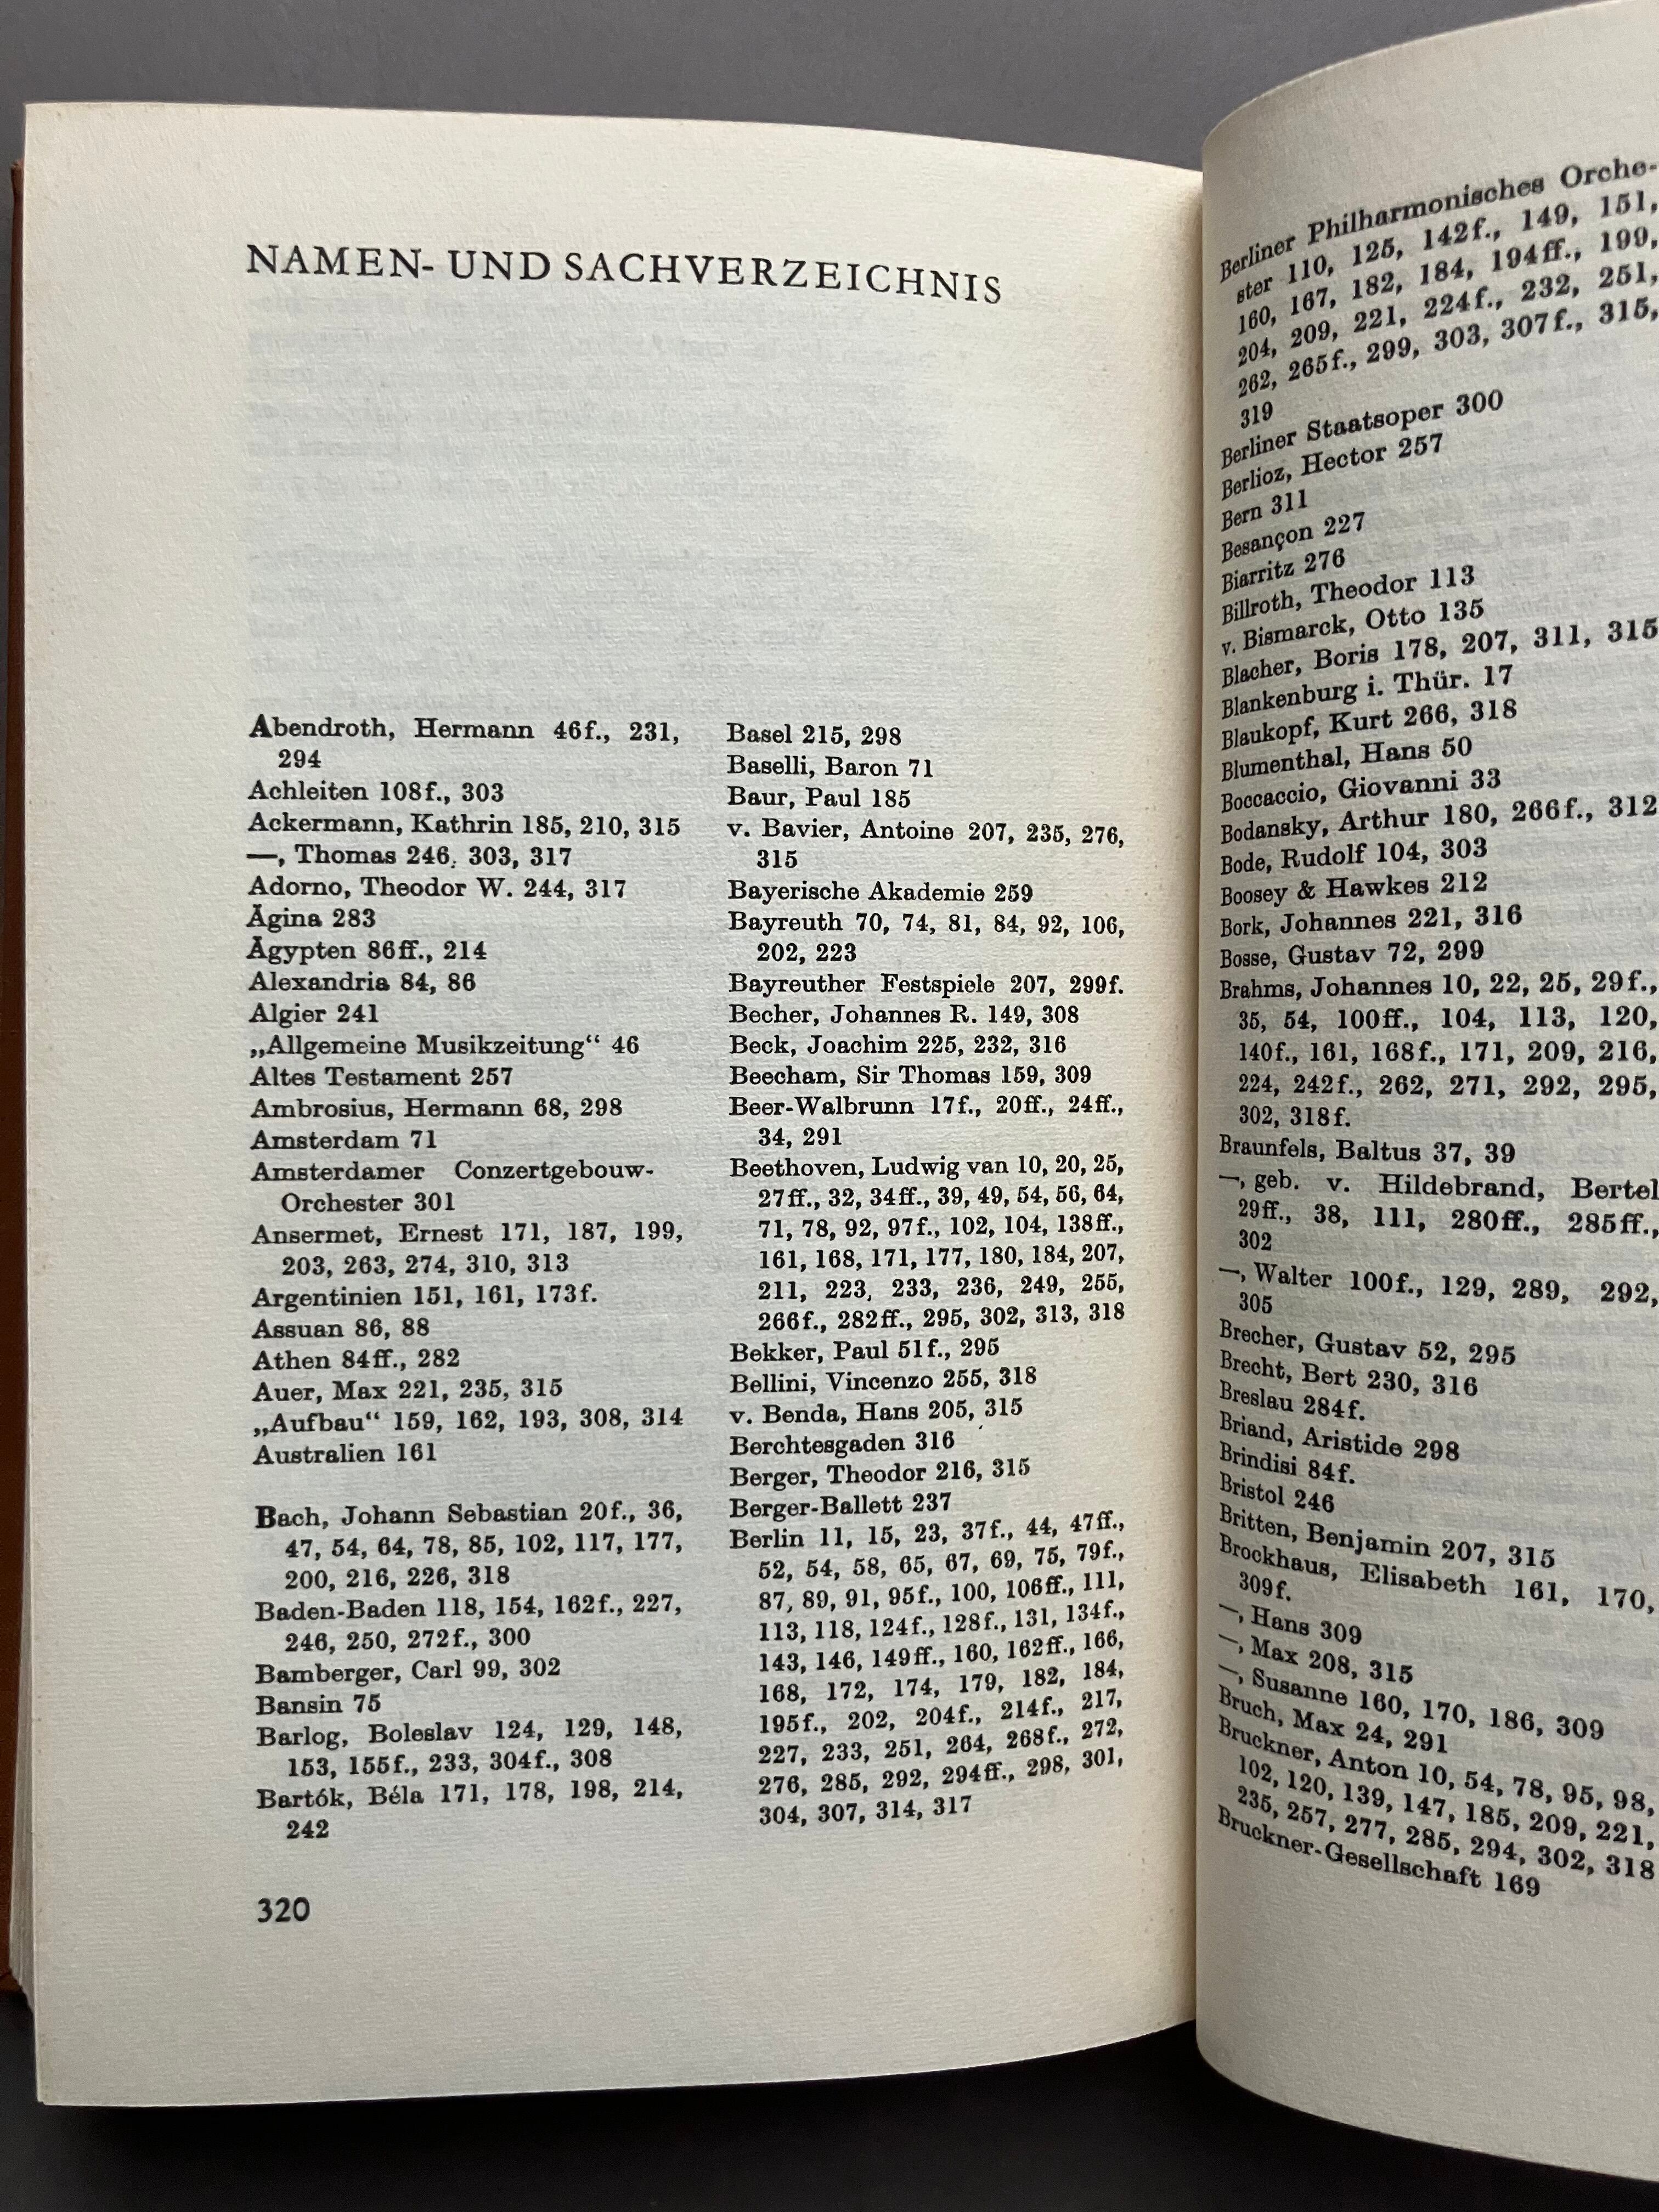 NAMEN- UND SACHVERZEICHNIS
Abendroth, Hermann 46f., 231,
294
Achleiten 108f., 303
Ackermann, Kathrin 185, 210, 315
—, Thomas 246, 303, 317
Adorno, Theodor W. 244, 317
Ägina 283
Ägypten 86ff., 214
Alexandria 84, 86
Algier 241
„Allgemeine Musikzeitung“ 46
Altes Testament 257
Ambrosius, Hermann 68, 298
Amsterdam 71
Amsterdamer Conzertgebouw-
Orchester 301
Ansermet, Ernest 171, 187, 199,
203, 263, 274, 310, 313
Argentinien 151, 161, 173f.
Assuan 86, 88
Athen 84ff., 282
Auer, Max 221, 235, 315
„Aufbau“ 159, 162, 193, 308, 314
Australien 161
Bach, Johann Sebastian 20f., 36,
47, 54, 64, 78, 85, 102, 117, 177,
200, 216, 226, 318
Baden-Baden 118, 154, 162f., 227,
246, 250, 272f., 300
Bamberger, Carl 99, 302
Bansin 75
Barlog, Boleslav 124, 129, 148,
153, 155f., 233, 304f., 308
Bartók, Béla 171, 178, 198, 214,
242
320
Basel 215, 298
Baselli, Baron 71
Baur, Paul 185
v. Bavier, Antoine 207, 235, 276,
315
Bayerische Akademie 259
Bayreuth 70, 74, 81, 84, 92, 106,
202, 223
Bayreuther Festspiele 207, 299f.
Becher, Johannes R. 149, 308
Beck, Joachim 225, 232, 316
Beecham, Sir Thomas 159, 309
Beer-Walbrunn 17f., 20ff., 24ff.,
34, 291
Beethoven, Ludwig van 10, 20, 25,
27ff., 32, 34ff., 39, 49, 54, 56, 64,
71, 78, 92, 97f., 102, 104, 138ff.,
161, 168, 171, 177, 180, 184, 207,
211, 223, 233, 236, 249, 255,
266f., 282ff., 295, 302, 313, 318
Bekker, Paul 51f., 295
Bellini, Vincenzo 255, 318
v. Benda, Hans 205, 315
Berchtesgaden 316
Berger, Theodor 216, 315
Berger-Ballett 237
Berlin 11, 15, 23, 37f., 44, 47ff.,
52, 54, 58, 65, 67, 69, 75, 79f.,
87, 89, 91, 95f., 100, 106ff., 111,
113, 118, 124f., 128f., 131, 134f.,
143, 146, 149ff., 160, 162ff., 166,
168, 172, 174, 179, 182, 184,
195f., 202, 204f., 214f., 217,
227, 233, 251, 264, 268f., 272,
276, 285, 292, 294ff., 298, 301,
304, 307, 314, 317
Berliner Philharmonisches Orche-
ster 110, 125, 142f., 149, 151,
160, 167, 182, 184, 194ff., 199,
204, 209, 221, 224f., 232, 251,
262, 265f., 299, 303, 307f., 315,
319
Berliner Staatsoper 300
Berlioz, Hector 257
Bern 311
Besançon 227
Biarritz 276
Billroth, Theodor 113
v. Bismarck, Otto 135
Blacher, Boris 178, 207, 311, 315
Blankenburg i. Thür. 17
Blaukopf, Kurt 266, 318
Blumenthal, Hans 50
Boccaccio, Giovanni 33
Bodansky, Arthur 180, 266f., 312
Bode, Rudolf 104, 303
Boosey & Hawkes 212
Bork, Johannes 221, 316
Bosse, Gustav 72, 299
Brahms, Johannes 10, 22, 25, 29f.,
35, 54, 100ff., 104, 113, 120,
140f., 161, 168f., 171, 209, 216,
224, 242f., 262, 271, 292, 295,
302, 318f.
Braunfels, Baltus 37, 39
—, geb. v. Hildebrand, Bertel
29ff., 38, 111, 280ff., 285ff.,
302
—, Walter 100f., 129, 289, 292,
305
Brecher, Gustav 52, 295
Brecht, Bert 230, 316
Breslau 284f.
Briand, Aristide 298
Brindisi 84f.
Bristol 246
Britten, Benjamin 207, 315
Brockhaus, Elisabeth 161, 170,
309f.
—, Hans 309
—, Max 208, 315
—, Susanne 160, 170, 186, 309
Bruch, Max 24, 291
Bruckner, Anton 10, 54, 78, 95, 98,
102, 120, 139, 147, 185, 209, 221,
235, 257, 277, 285, 294, 302, 318
Bruckner-Gesellschaft 169